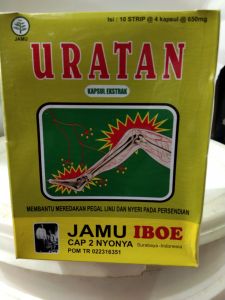 Isi : 10 STRIP @ 4 kapsul @ 650mg
JAMU
URATAN
KAPSUL EKSTRAK
MEMBANTU MEREDAKAN PEGAL LINU DAN NYERI PADA PERSENDIAN
JAMU IBOE
CAP 2 NYONYA
Surabaya - Indonesia
POM TR 022316351